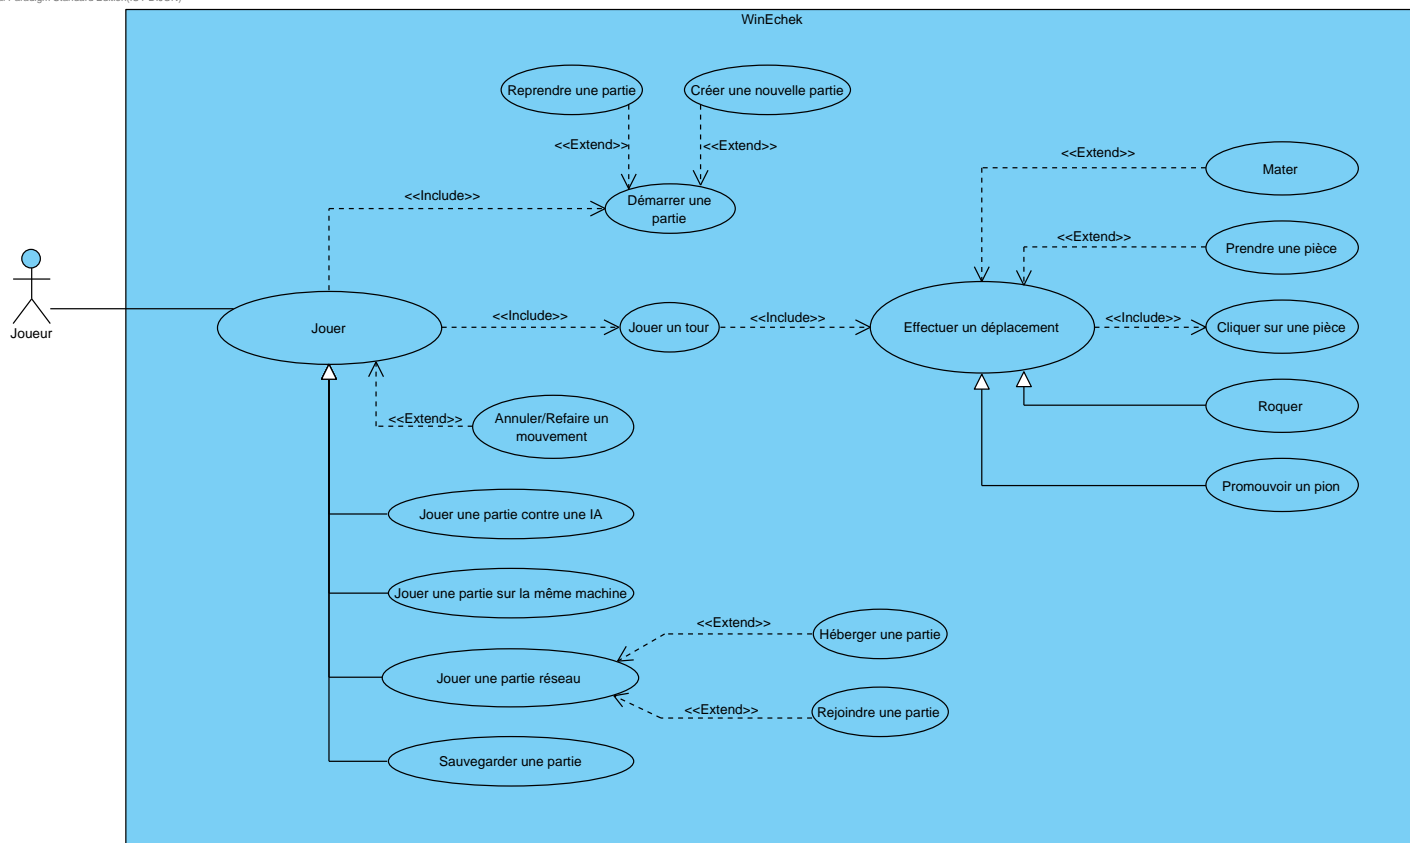 WinEchek
Reprendre une partie
Créer une nouvelle partie
<<Extend>>
<<Extend>>
<<Extend>>
Mater
<<Include>>
Démarrer une
partie
<<Extend>>
Prendre une pièce
Joueur
Jouer
<<Include>>
Jouer un tour
<<Include>>
Effectuer un déplacement
<<Include>>
Cliquer sur une pièce
<<Extend>>
Annuler/Refaire un
mouvement
Roquer
Promouvoir un pion
Jouer une partie contre une IA
Jouer une partie sur la même machine
<<Extend>>
Héberger une partie
Jouer une partie réseau
<<Extend>>
Rejoindre une partie
Sauvegarder une partie